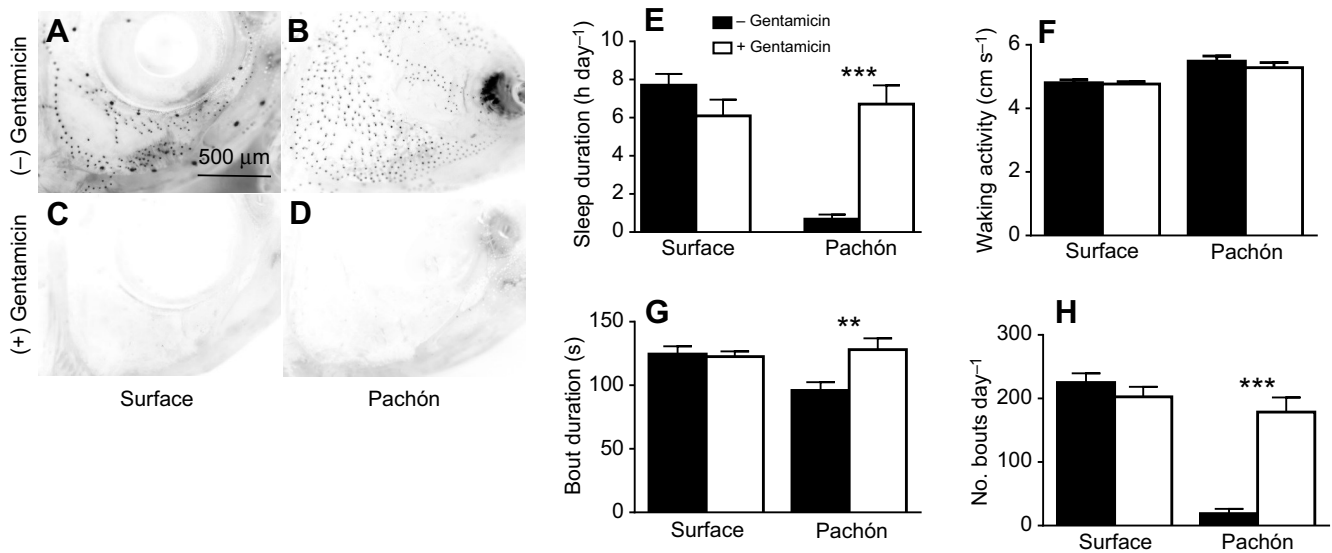 A
B
(–) Gentamicin
500 μm
C
D
(+) Gentamicin
Surface
Pachón
E
– Gentamicin
+ Gentamicin
Sleep duration (h day–1)
10
8
6
4
2
0
***
Surface
Pachón
F
Waking activity (cm s–1)
6
4
2
0
Surface
Pachón
G
Bout duration (s)
150
100
50
0
**
Surface
Pachón
H
No. bouts day–1
300
200
100
0
***
Surface
Pachón